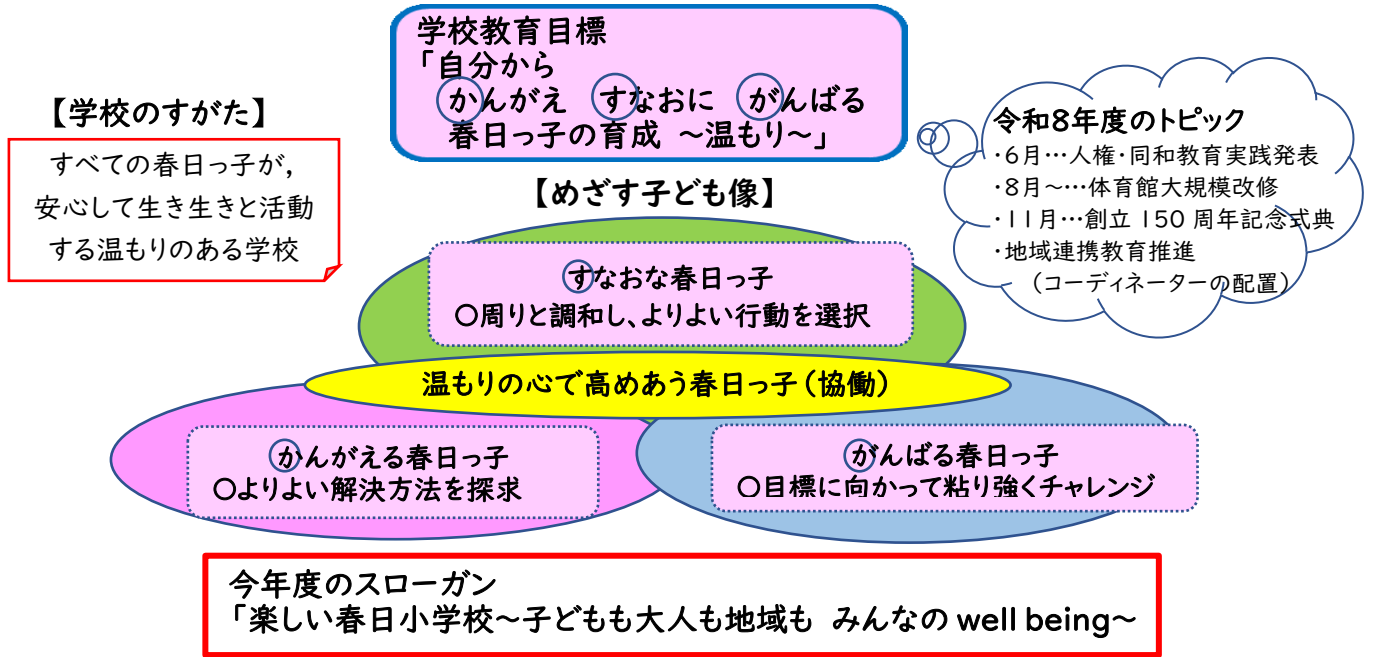 学校教育目標
「自分から
かんがえ すなおに がんばる
春日っ子の育成 ~温もり~」
【学校のすがた】
すべての春日っ子が,
安心して生き生きと活動
する温もりのある学校
令和8年度のトピック
・6月…人権・同和教育実践発表
・8月~…体育館大規模改修
・11月…創立150周年記念式典
・地域連携教育推進
(コーディネーターの配置)
【めざす子ども像】
すなおな春日っ子
○周りと調和し、よりよい行動を選択
温もりの心で高めあう春日っ子(協働)
かんがえる春日っ子
○よりよい解決方法を探求
がんばる春日っ子
○目標に向かって粘り強くチャレンジ
今年度のスローガン
「楽しい春日小学校~子どもも大人も地域も みんなの well being~